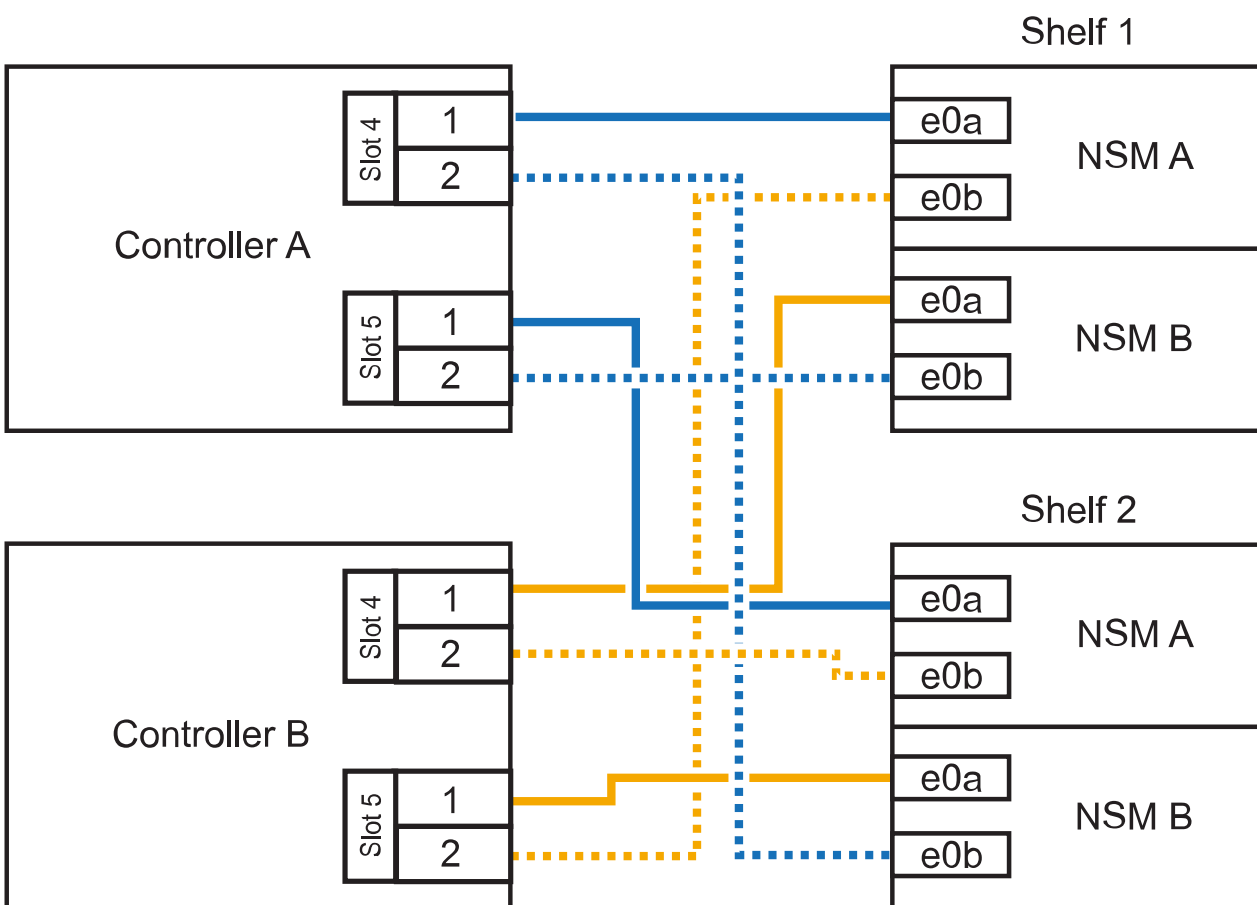 Shelf 1
Controller A
Slot 4
1
2
Slot 5
1
2
e0a
NSM A
e0b
e0a
NSM B
e0b
Shelf 2
Controller B
Slot 4
1
2
Slot 5
1
2
e0a
NSM A
e0b
e0a
NSM B
e0b